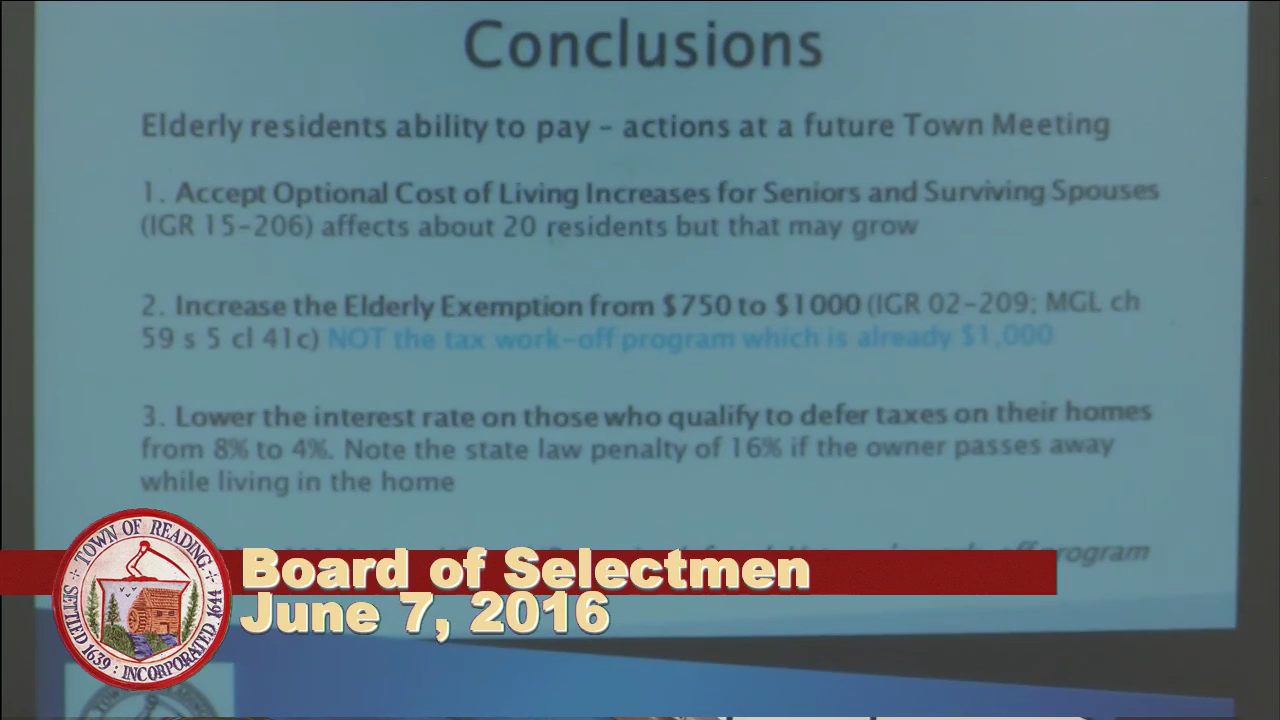 Conclusions
Elderly residents ability to pay – actions at a future Town Meeting
1. Accept Optional Cost of Living Increases for Seniors and Surviving Spouses
(IGR 15-206) affects about 20 residents but that may grow
2. Increase the Elderly Exemption from $750 to $1000 (IGR 02-209; MGL ch
59 s 5 cl 41c) NOT the tax work-off program which is already $1,000
3. Lower the interest rate on those who qualify to defer taxes on their homes
from 8% to 4%. Note the state law penalty of 16% if the owner passes away
while living in the home
program
Board of Selectmen
June 7, 2016
TOWN OF READING
SETTLED 1639 : INCORPORATED 1644